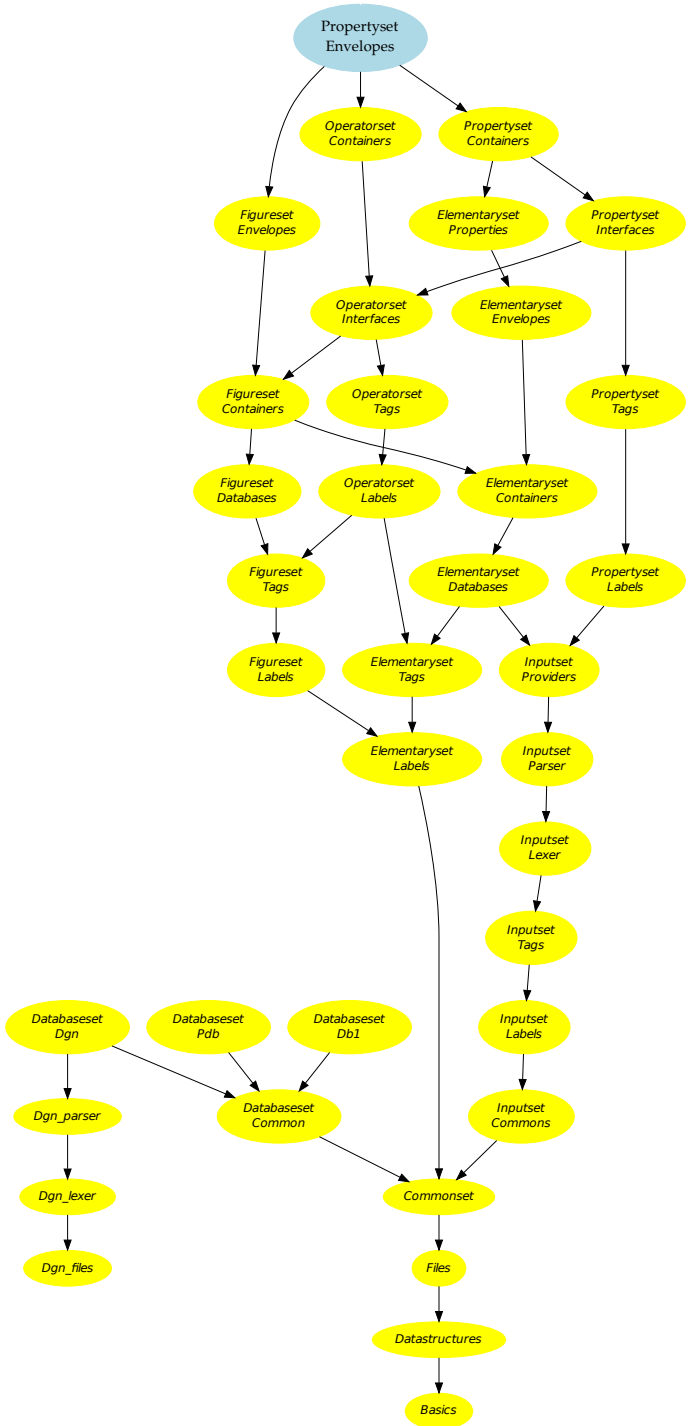 Propertyset
Envelopes
Operatorset
Containers
Propertyset
Containers
Figureset
Envelopes
Elementaryset
Properties
Propertyset
Interfaces
Operatorset
Interfaces
Elementaryset
Envelopes
Figureset
Containers
Operatorset
Tags
Propertyset
Tags
Figureset
Databases
Operatorset
Labels
Elementaryset
Containers
Figureset
Tags
Elementaryset
Databases
Propertyset
Labels
Figureset
Labels
Elementaryset
Tags
Inputset
Providers
Elementaryset
Labels
Inputset
Parser
Inputset
Lexer
Inputset
Tags
Databaseset
Dgn
Databaseset
Pdb
Databaseset
Db1
Inputset
Labels
Dgn_parser
Databaseset
Common
Inputset
Commons
Dgn_lexer
Commonset
Dgn_files
Files
Datastructures
Basics